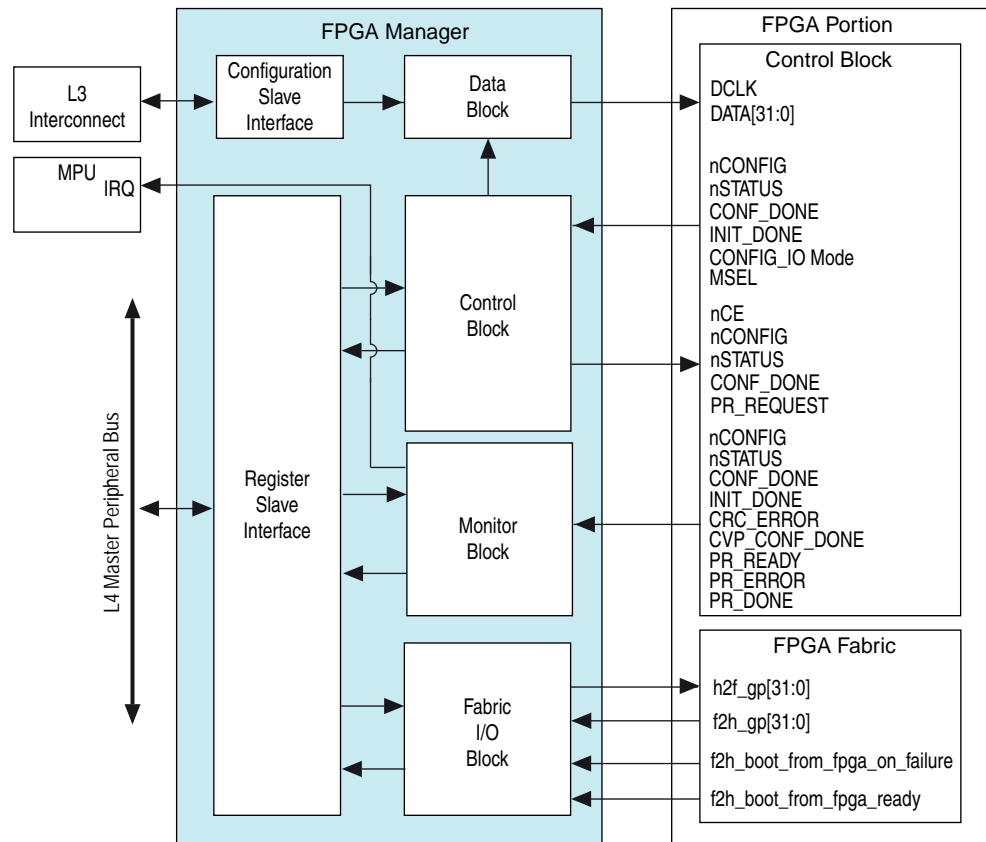 FPGA Manager
FPGA Portion
L3
Interconnect
MPU
IRQ
L4 Master Peripheral Bus
Configuration
Slave
Interface
Data
Block
Register
Slave
Interface
Control
Block
Monitor
Block
Fabric
I/O
Block
Control Block
DCLK
DATA[31:0]
nCONFIG
nSTATUS
CONF_DONE
INIT_DONE
CONFIG_IO Mode
MSEL
nCE
nCONFIG
nSTATUS
CONF_DONE
PR_REQUEST
nCONFIG
nSTATUS
CONF_DONE
INIT_DONE
CRC_ERROR
CVP_CONF_DONE
PR_READY
PR_ERROR
PR_DONE
FPGA Fabric
h2f_gp[31:0]
f2h_gp[31:0]
f2h_boot_from_fpga_on_failure
f2h_boot_from_fpga_ready